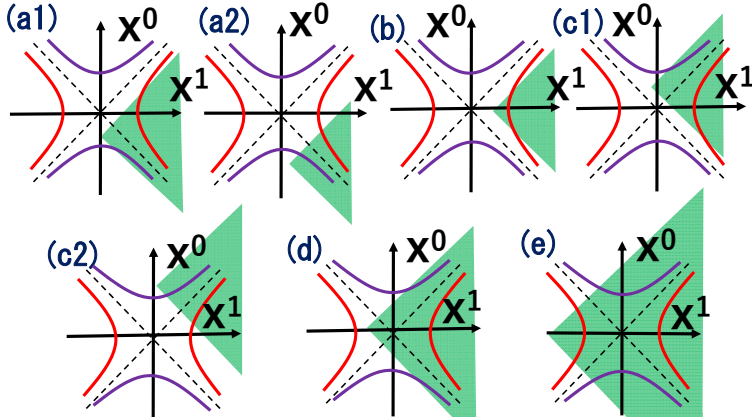 (a1) X⁰ X¹
(a2) X⁰ X¹
(b) X⁰ X¹
(c1) X⁰ X¹
(c2) X⁰ X¹
(d) X⁰ X¹
(e) X⁰ X¹